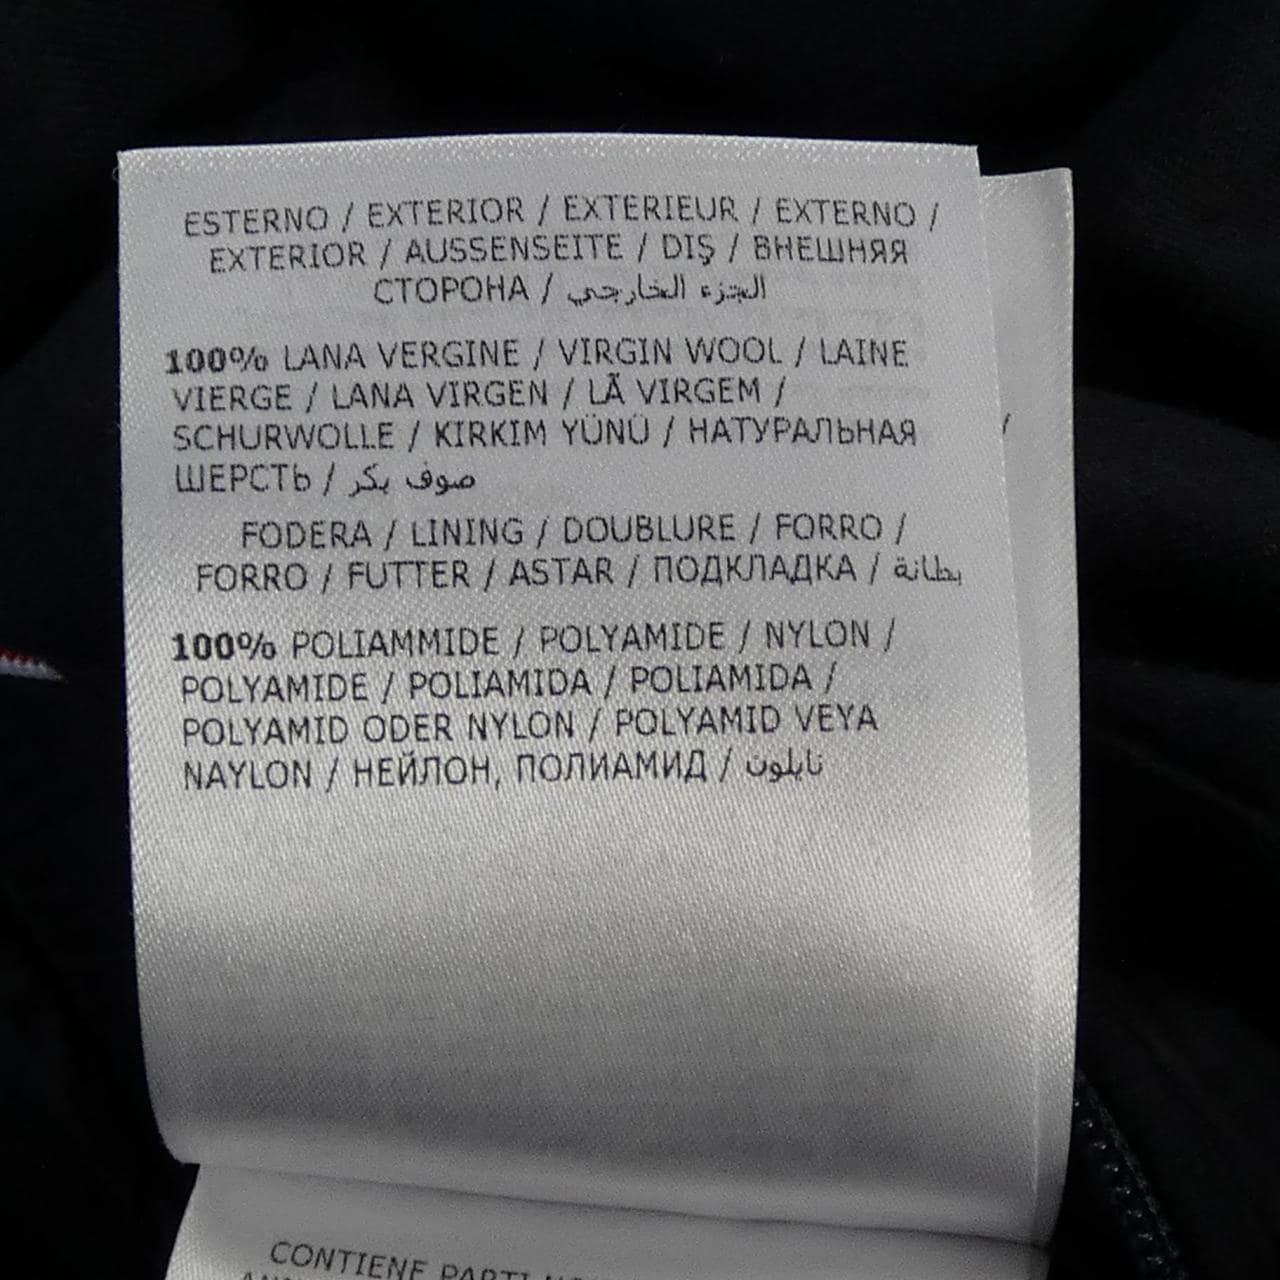 ESTERNO / EXTERIOR / EXTERIEUR / EXTERNO /
EXTERIOR / AUSSENSEITE / DIŞ / ВНЕШНЯЯ
СТОРОНА / الجزء الخارجي
100% LANA VERGINE / VIRGIN WOOL / LAINE
VIERGE / LANA VIRGEN / LÃ VIRGEM /
SCHURWOLLE / KIRKIM YÜNÜ / НАТУРАЛЬНАЯ
ШЕРСТЬ / صوف بكر
FODERA / LINING / DOUBLURE / FORRO /
FORRO / FUTTER / ASTAR / ПОДКЛАДКА / بطانة
100% POLIAMMIDE / POLYAMIDE / NYLON /
POLYAMIDE / POLIAMIDA / POLIAMIDA /
POLYAMID ODER NYLON / POLYAMID VEYA
NAYLON / НЕЙЛОН, ПОЛИАМИД / نايلون
CONTIENE PARTI